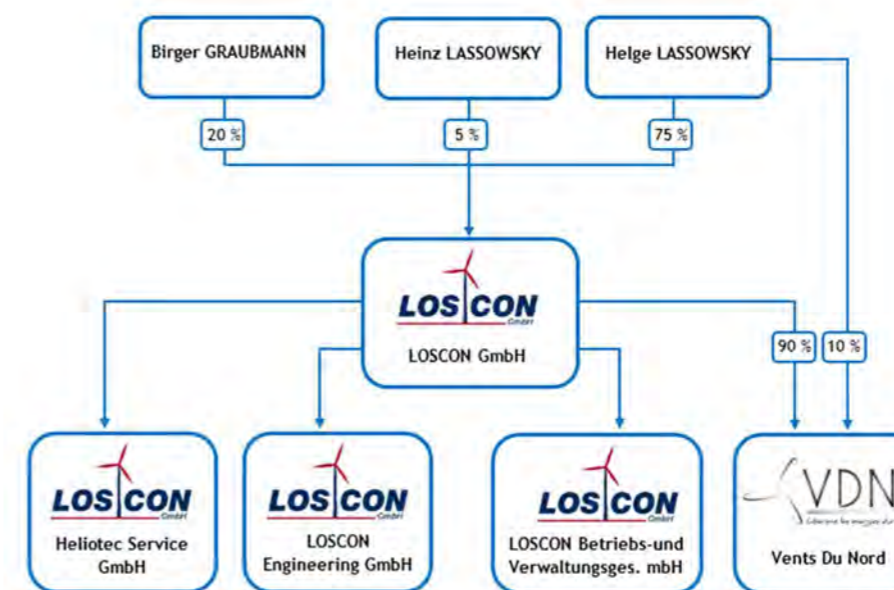 Birger GRAUBMANN
Heinz LASSOWSKY
Helge LASSOWSKY
20 %
5 %
75 %
LOSCON
GmbH
LOSCON GmbH
90 %
10 %
LOSCON
GmbH
Heliotec Service
GmbH
LOSCON
GmbH
LOSCON
Engineering GmbH
LOSCON
GmbH
LOSCON Betriebs-und
Verwaltungsges. mbH
VDN
Vents Du Nord